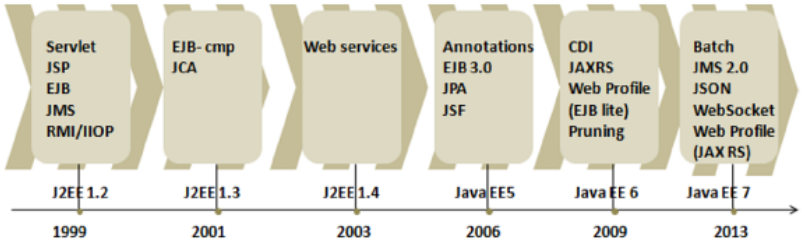 Servlet
JSP
EJB
JMS
RMI/IIOP
EJB- cmp
JCA
Web services
Annotations
EJB 3.0
JPA
JSF
CDI
JAXRS
Web Profile
(EJB lite)
Pruning
Batch
JMS 2.0
JSON
WebSocket
Web Profile
(JAX RS)
J2EE 1.2
J2EE 1.3
J2EE 1.4
Java EE5
Java EE 6
Java EE 7
1999
2001
2003
2006
2009
2013